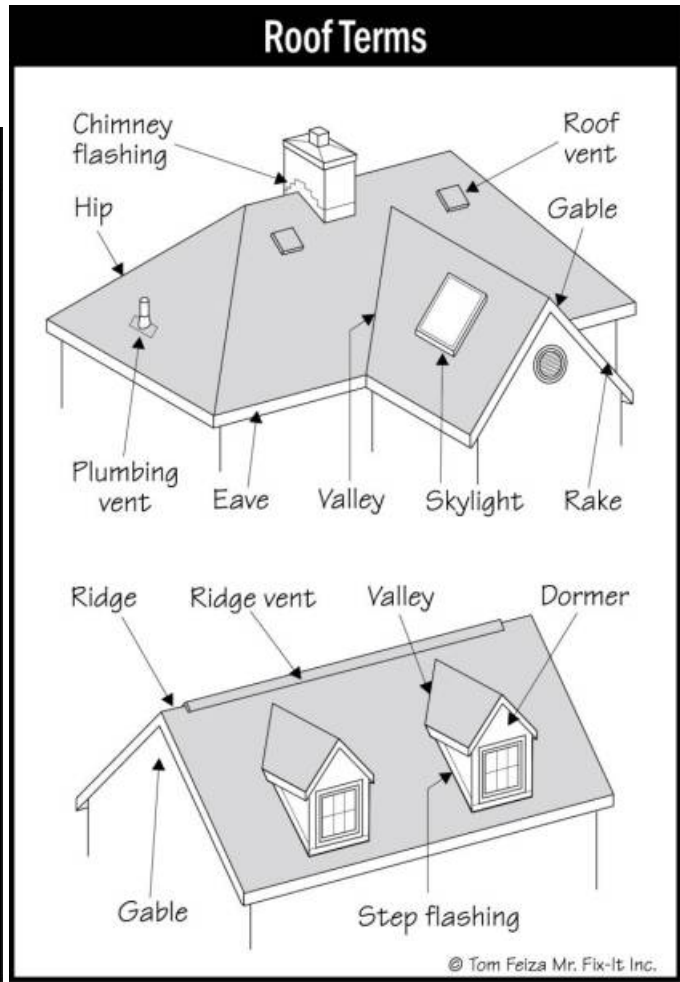 Roof Terms
Chimney
flashing
Roof
vent
Hip
Gable
Plumbing
vent
Eave
Valley
Skylight
Rake
Ridge
Ridge vent
Valley
Dormer
Gable
Step flashing
© Tom Feiza Mr. Fix-It Inc.